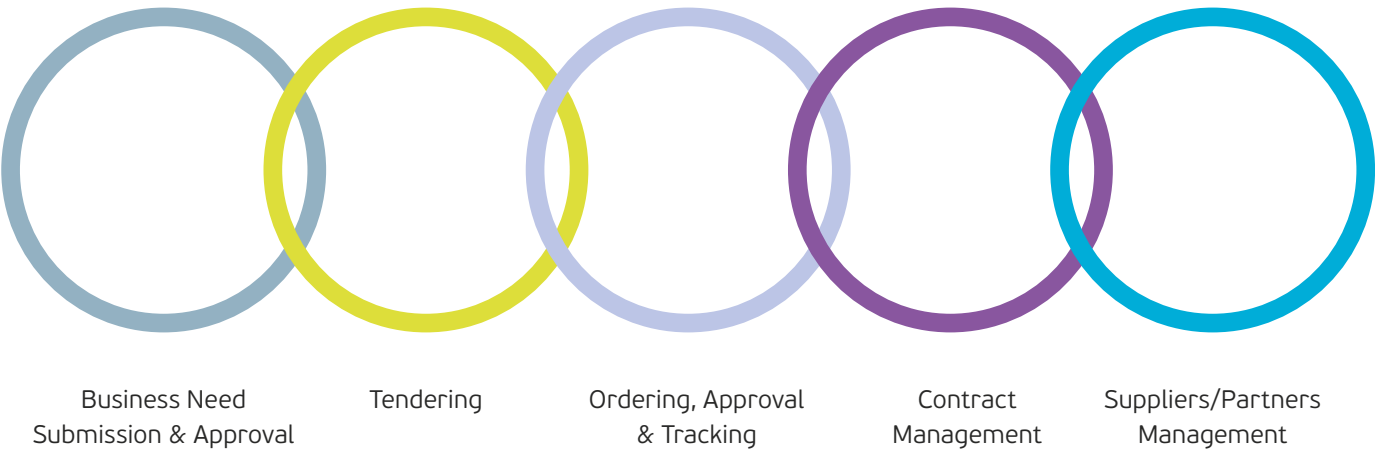 Business Need
Submission & Approval
Tendering
Ordering, Approval
& Tracking
Contract
Management
Suppliers/Partners
Management